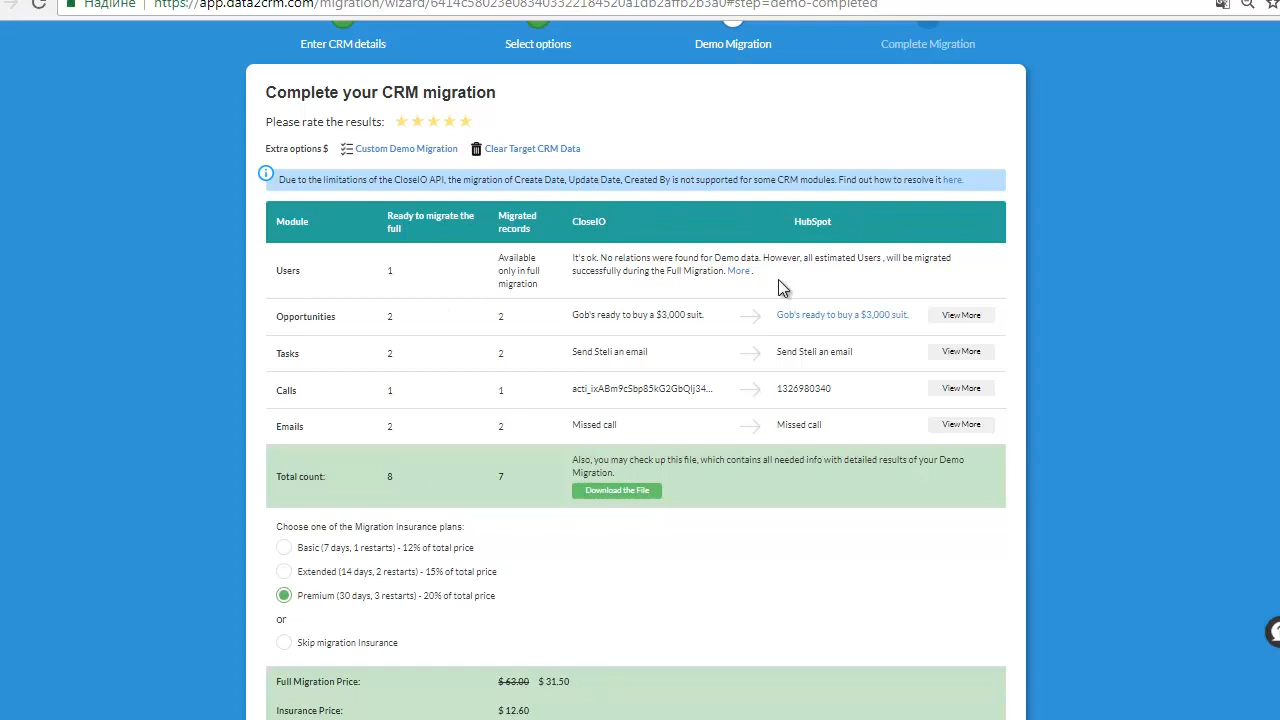 Надійне https://app.data2crm.com/migration/wizard/6414c58023e08340332218452​0a1db2affb2b3a0#step=demo-completed
Enter CRM details Select options Demo Migration Complete Migration
Complete your CRM migration
Please rate the results:
Extra options $ Custom Demo Migration Clear Target CRM Data
Due to the limitations of the CloseIO API, the migration of Create Date, Update Date, Created By is not supported for some CRM modules. Find out how to resolve it here.
Module Ready to migrate the full Migrated records CloseIO HubSpot
Users 1 Available only in full migration It's ok. No relations were found for Demo data. However, all estimated Users , will be migrated
successfully during the Full Migration. More .
Opportunities 2 2 Gob's ready to buy a $3,000 suit. Gob's ready to buy a $3,000 suit. View More
Tasks 2 2 Send Steli an email Send Steli an email View More
Calls 1 1 acti_ixABm9cSbp85kG2GbQlj34... 1326980340 View More
Emails 2 2 Missed call Missed call View More
Total count: 8 7 Also, you may check up this file, which contains all needed info with detailed results of your Demo
Migration.
Download the File
Choose one of the Migration Insurance plans:
Basic (7 days, 1 restarts) - 12% of total price
Extended (14 days, 2 restarts) - 15% of total price
Premium (30 days, 3 restarts) - 20% of total price
or
Skip migration Insurance
Full Migration Price: $ 63.00 $ 31.50
Insurance Price: $ 12.60